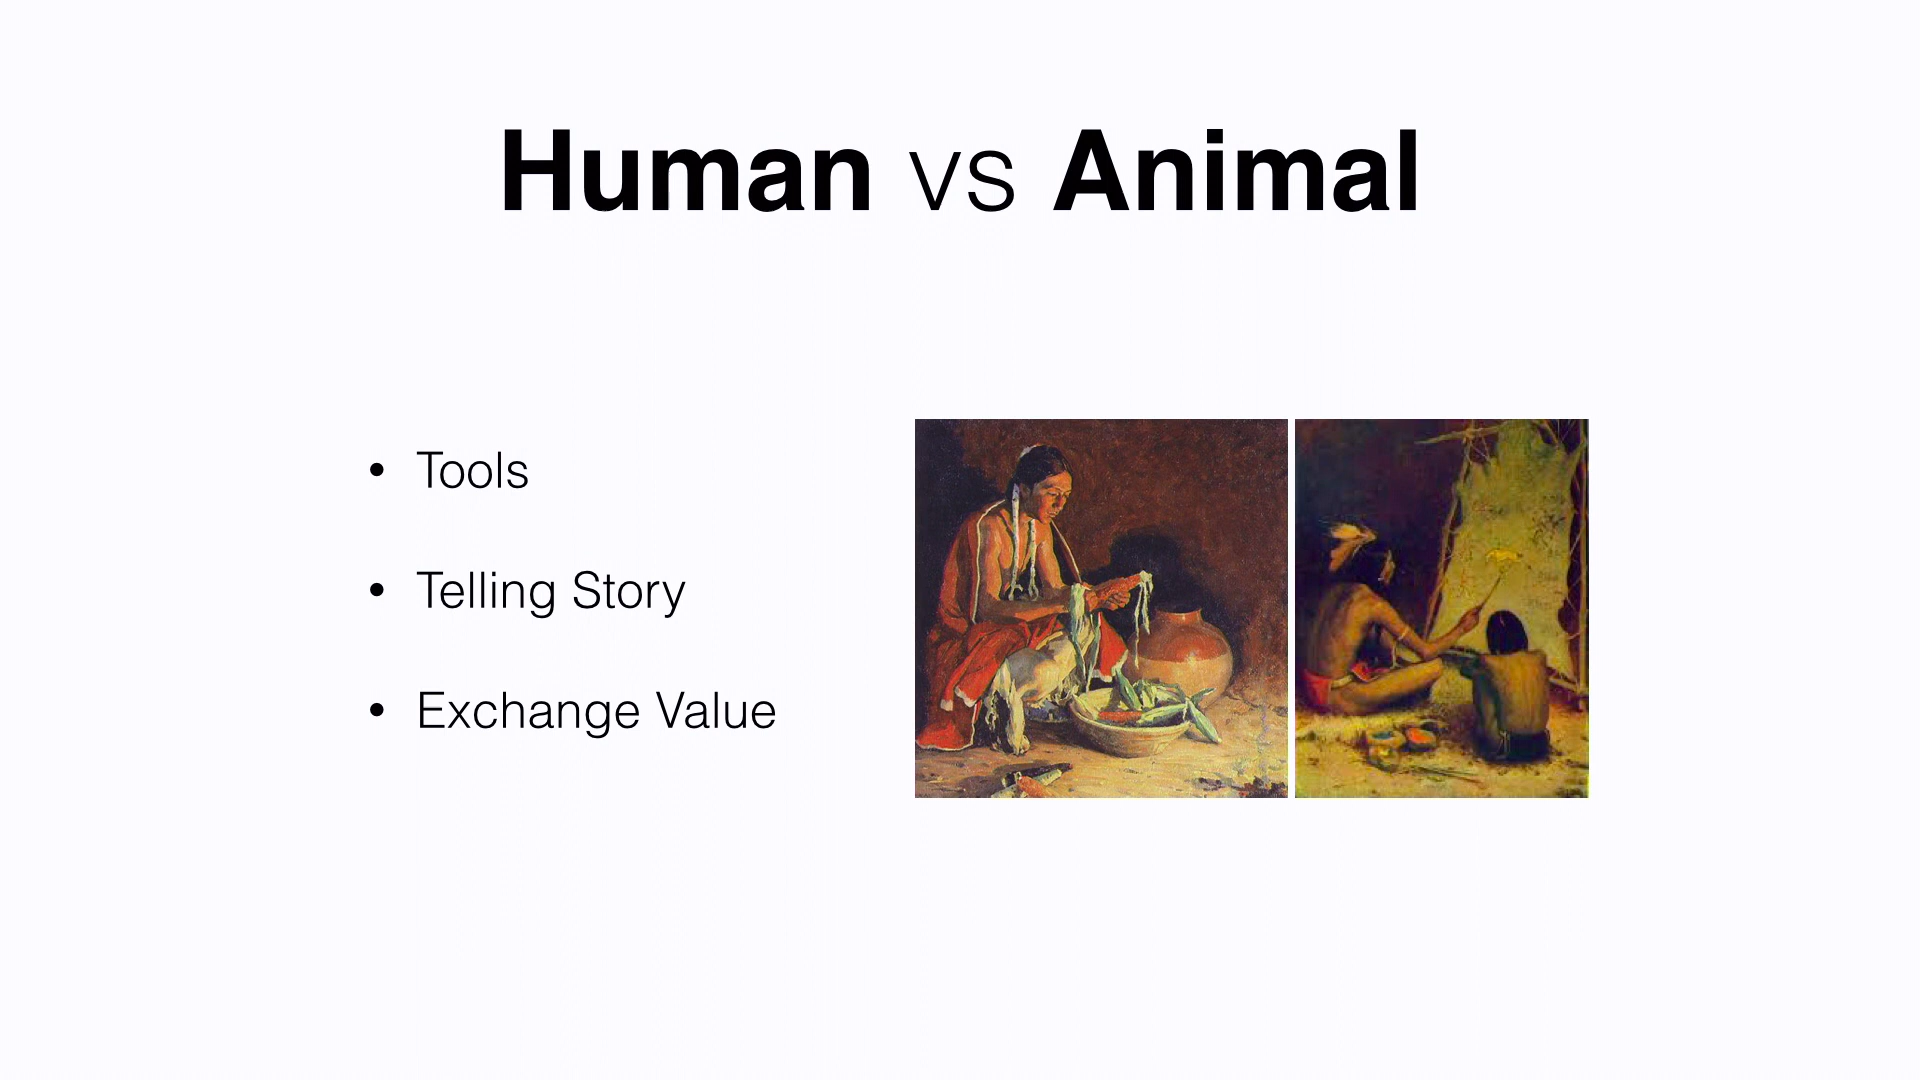 Human vs Animal
• Tools
• Telling Story
• Exchange Value